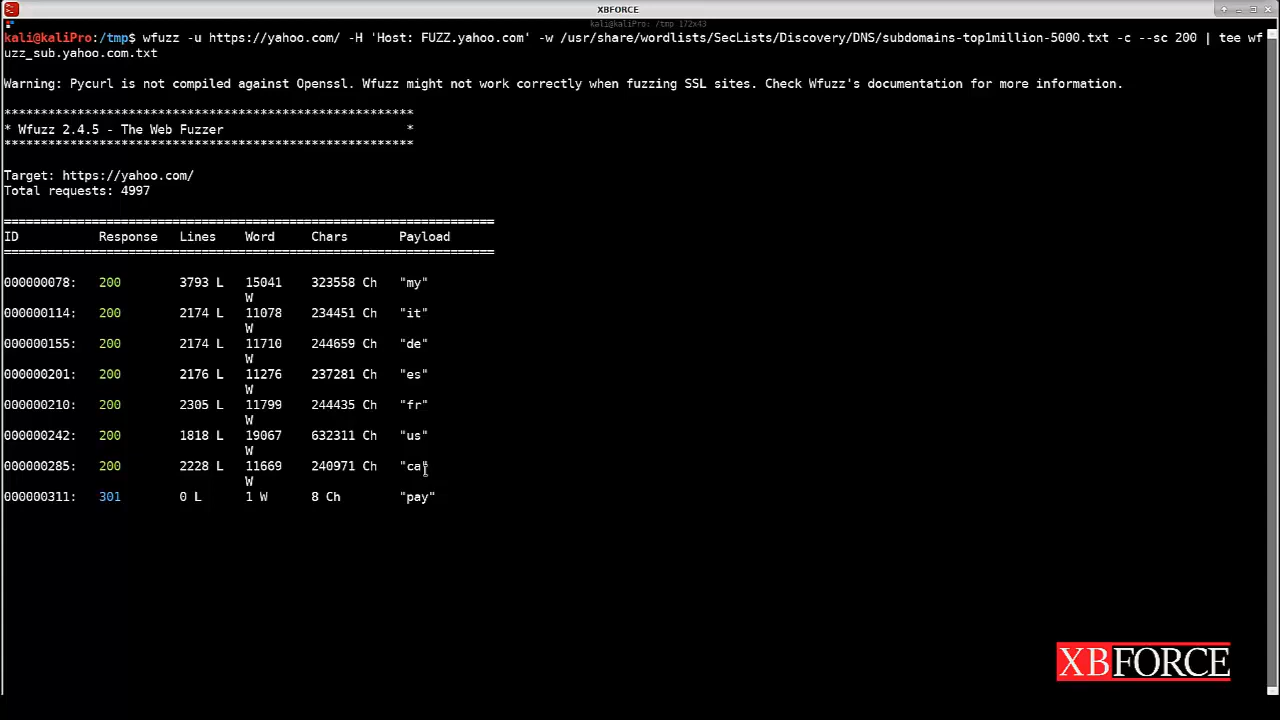 XBFORCE
kali@kaliPro: /tmp 172x43
kali@kaliPro:/tmp$ wfuzz -u https://yahoo.com/ -H 'Host: FUZZ.yahoo.com' -w /usr/share/wordlists/SecLists/Discovery/DNS/subdomains-top1million-5000.txt -c --sc 200 | tee wf
uzz_sub.yahoo.com.txt
Warning: Pycurl is not compiled against Openssl. Wfuzz might not work correctly when fuzzing SSL sites. Check Wfuzz's documentation for more information.
********************************************************
* Wfuzz 2.4.5 - The Web Fuzzer                         *
********************************************************
Target: https://yahoo.com/
Total requests: 4997
===================================================================
ID           Response   Lines    Word     Chars       Payload
===================================================================
000000078:   200        3793 L   15041    323558 Ch   "my"
W
000000114:   200        2174 L   11078    234451 Ch   "it"
W
000000155:   200        2174 L   11710    244659 Ch   "de"
W
000000201:   200        2176 L   11276    237281 Ch   "es"
W
000000210:   200        2305 L   11799    244435 Ch   "fr"
W
000000242:   200        1818 L   19067    632311 Ch   "us"
W
000000285:   200        2228 L   11669    240971 Ch   "ca"
W
000000311:   301        0 L      1 W      8 Ch        "pay"
XBFORCE